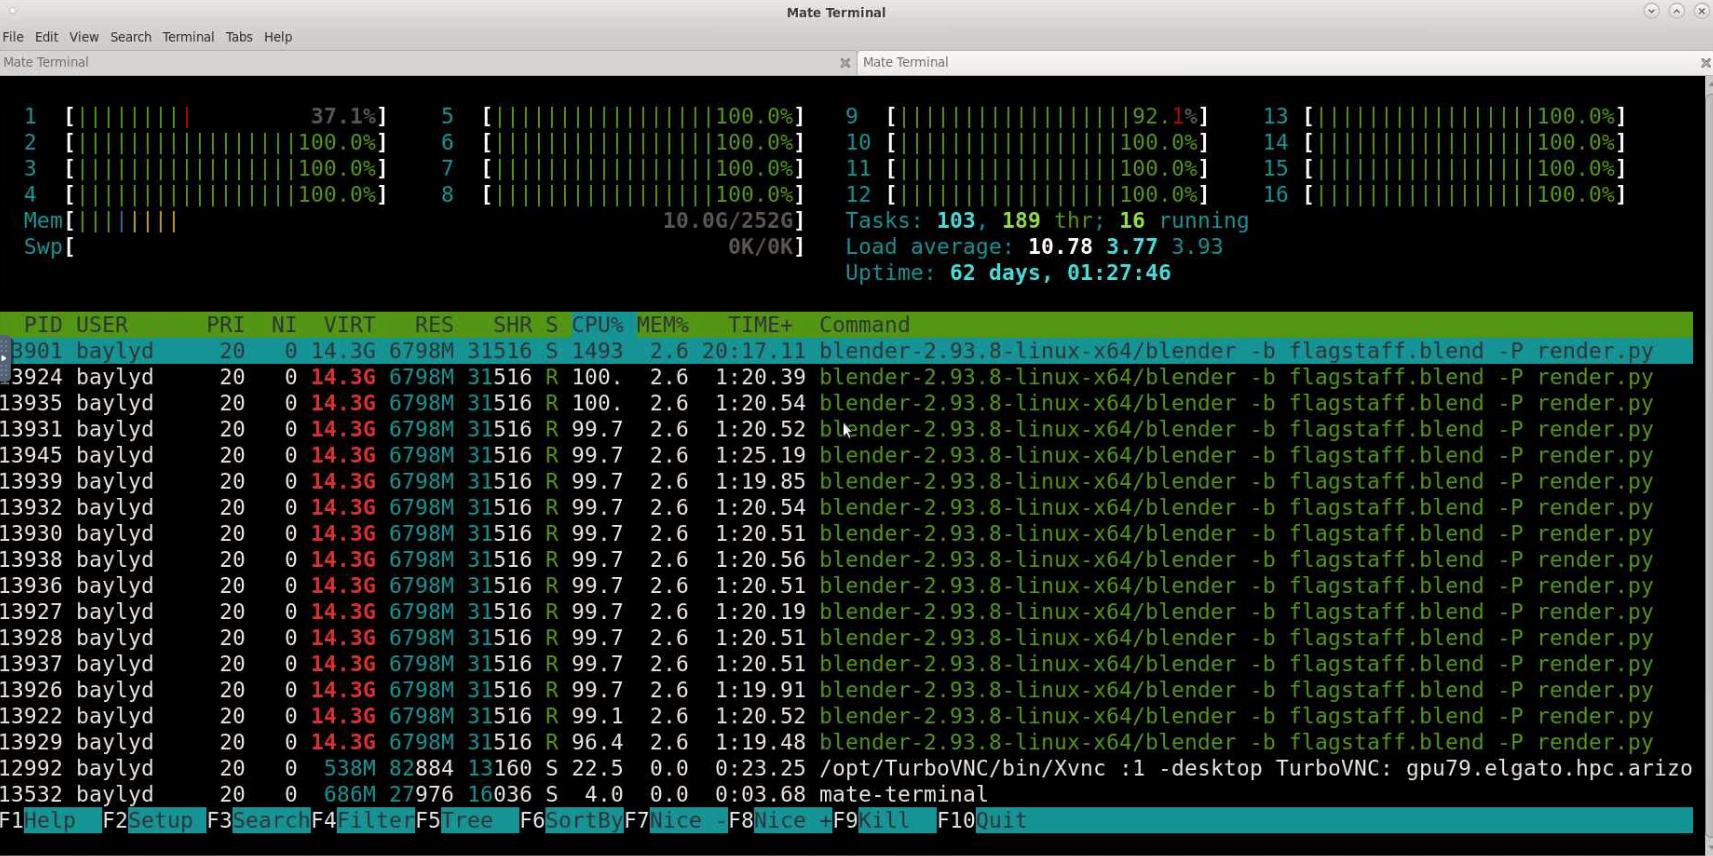 Mate Terminal
File Edit View Search Terminal Tabs Help
Mate Terminal Mate Terminal
1 [||||||||| 37.1%] 5 [|||||||||||||||||100.0%] 9 [||||||||||||||||||92.1%] 13 [|||||||||||||||||100.0%]
2 [|||||||||||||||||100.0%] 6 [|||||||||||||||||100.0%] 10 [|||||||||||||||||100.0%] 14 [|||||||||||||||||100.0%]
3 [|||||||||||||||||100.0%] 7 [|||||||||||||||||100.0%] 11 [|||||||||||||||||100.0%] 15 [|||||||||||||||||100.0%]
4 [|||||||||||||||||100.0%] 8 [|||||||||||||||||100.0%] 12 [|||||||||||||||||100.0%] 16 [|||||||||||||||||100.0%]
Mem[|||||||| 10.0G/252G] Tasks: 103, 189 thr; 16 running
Swp[ 0K/0K] Load average: 10.78 3.77 3.93
Uptime: 62 days, 01:27:46
PID USER PRI NI VIRT RES SHR S CPU% MEM% TIME+ Command
3901 baylyd 20 0 14.3G 6798M 31516 S 1493 2.6 20:17.11 blender-2.93.8-linux-x64/blender -b flagstaff.blend -P render.py
13924 baylyd 20 0 14.3G 6798M 31516 R 100. 2.6 1:20.39 blender-2.93.8-linux-x64/blender -b flagstaff.blend -P render.py
13935 baylyd 20 0 14.3G 6798M 31516 R 100. 2.6 1:20.54 blender-2.93.8-linux-x64/blender -b flagstaff.blend -P render.py
13931 baylyd 20 0 14.3G 6798M 31516 R 99.7 2.6 1:20.52 blender-2.93.8-linux-x64/blender -b flagstaff.blend -P render.py
13945 baylyd 20 0 14.3G 6798M 31516 R 99.7 2.6 1:25.19 blender-2.93.8-linux-x64/blender -b flagstaff.blend -P render.py
13939 baylyd 20 0 14.3G 6798M 31516 R 99.7 2.6 1:19.85 blender-2.93.8-linux-x64/blender -b flagstaff.blend -P render.py
13932 baylyd 20 0 14.3G 6798M 31516 R 99.7 2.6 1:20.54 blender-2.93.8-linux-x64/blender -b flagstaff.blend -P render.py
13930 baylyd 20 0 14.3G 6798M 31516 R 99.7 2.6 1:20.51 blender-2.93.8-linux-x64/blender -b flagstaff.blend -P render.py
13938 baylyd 20 0 14.3G 6798M 31516 R 99.7 2.6 1:20.56 blender-2.93.8-linux-x64/blender -b flagstaff.blend -P render.py
13936 baylyd 20 0 14.3G 6798M 31516 R 99.7 2.6 1:20.51 blender-2.93.8-linux-x64/blender -b flagstaff.blend -P render.py
13927 baylyd 20 0 14.3G 6798M 31516 R 99.7 2.6 1:20.19 blender-2.93.8-linux-x64/blender -b flagstaff.blend -P render.py
13928 baylyd 20 0 14.3G 6798M 31516 R 99.7 2.6 1:20.51 blender-2.93.8-linux-x64/blender -b flagstaff.blend -P render.py
13937 baylyd 20 0 14.3G 6798M 31516 R 99.7 2.6 1:20.51 blender-2.93.8-linux-x64/blender -b flagstaff.blend -P render.py
13926 baylyd 20 0 14.3G 6798M 31516 R 99.7 2.6 1:19.91 blender-2.93.8-linux-x64/blender -b flagstaff.blend -P render.py
13922 baylyd 20 0 14.3G 6798M 31516 R 99.1 2.6 1:20.52 blender-2.93.8-linux-x64/blender -b flagstaff.blend -P render.py
13929 baylyd 20 0 14.3G 6798M 31516 R 96.4 2.6 1:19.48 blender-2.93.8-linux-x64/blender -b flagstaff.blend -P render.py
12992 baylyd 20 0 538M 82884 13160 S 22.5 0.0 0:23.25 /opt/TurboVNC/bin/Xvnc :1 -desktop TurboVNC: gpu79.elgato.hpc.arizo
13532 baylyd 20 0 686M 27976 16036 S 4.0 0.0 0:03.68 mate-terminal
F1Help F2Setup F3SearchF4FilterF5Tree F6SortByF7Nice -F8Nice +F9Kill F10Quit